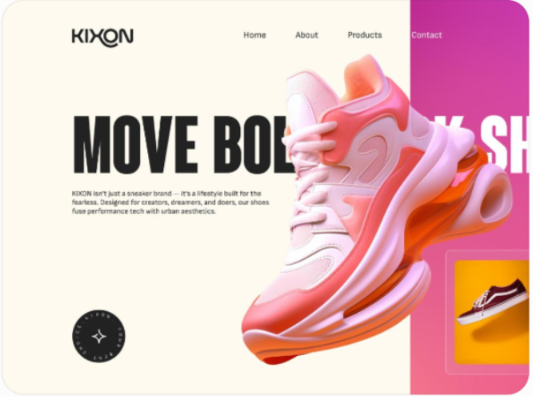 KIXON
Home About Products Contact
MOVE BOL K SH
KIXON isn't just a sneaker brand — it's a lifestyle built for the
fearless. Designed for creators, dreamers, and doers, our shoes
fuse performance tech with urban aesthetics.